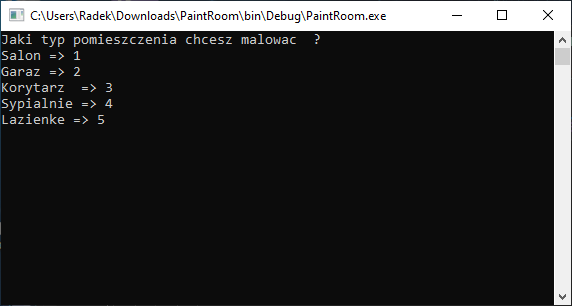 C:\Users\Radek\Downloads\PaintRoom\bin\Debug\PaintRoom.exe
Jaki typ pomieszczenia chcesz malowac  ?
Salon => 1
Garaz => 2
Korytarz  => 3
Sypialnie => 4
Lazienke => 5